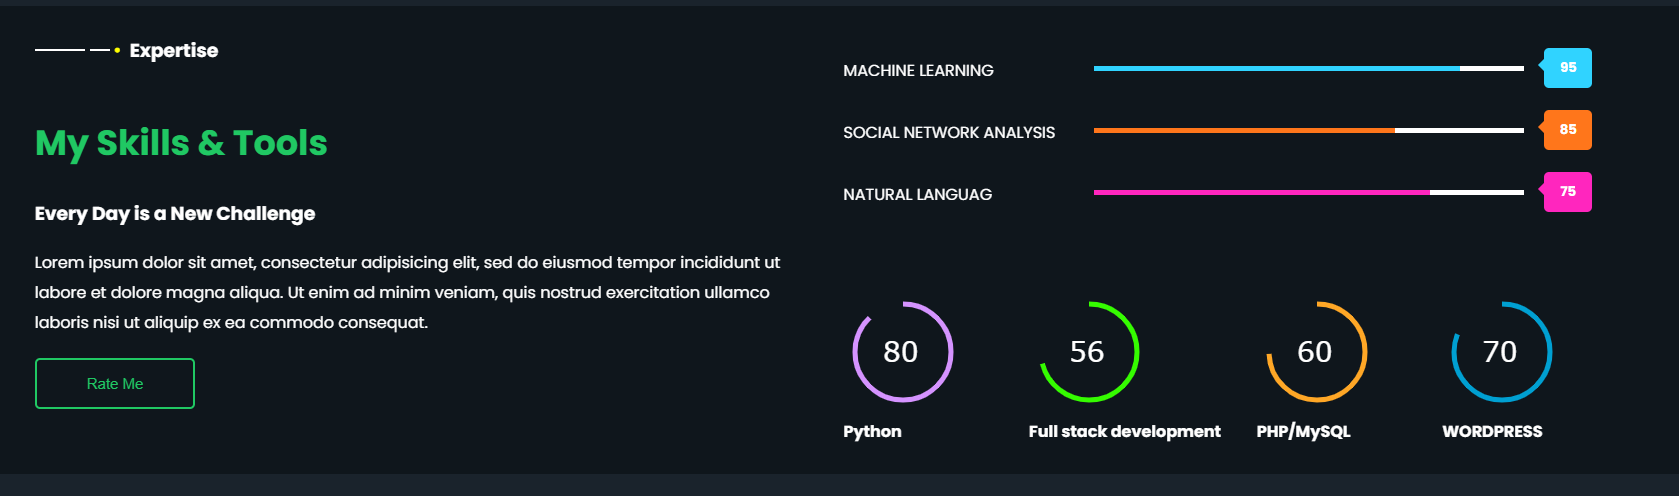 Expertise
My Skills & Tools
Every Day is a New Challenge
Lorem ipsum dolor sit amet, consectetur adipisicing elit, sed do eiusmod tempor incididunt ut
labore et dolore magna aliqua. Ut enim ad minim veniam, quis nostrud exercitation ullamco
laboris nisi ut aliquip ex ea commodo consequat.
Rate Me
MACHINE LEARNING 95
SOCIAL NETWORK ANALYSIS 85
NATURAL LANGUAG 75
80 56 60 70
Python Full stack development PHP/MySQL WORDPRESS